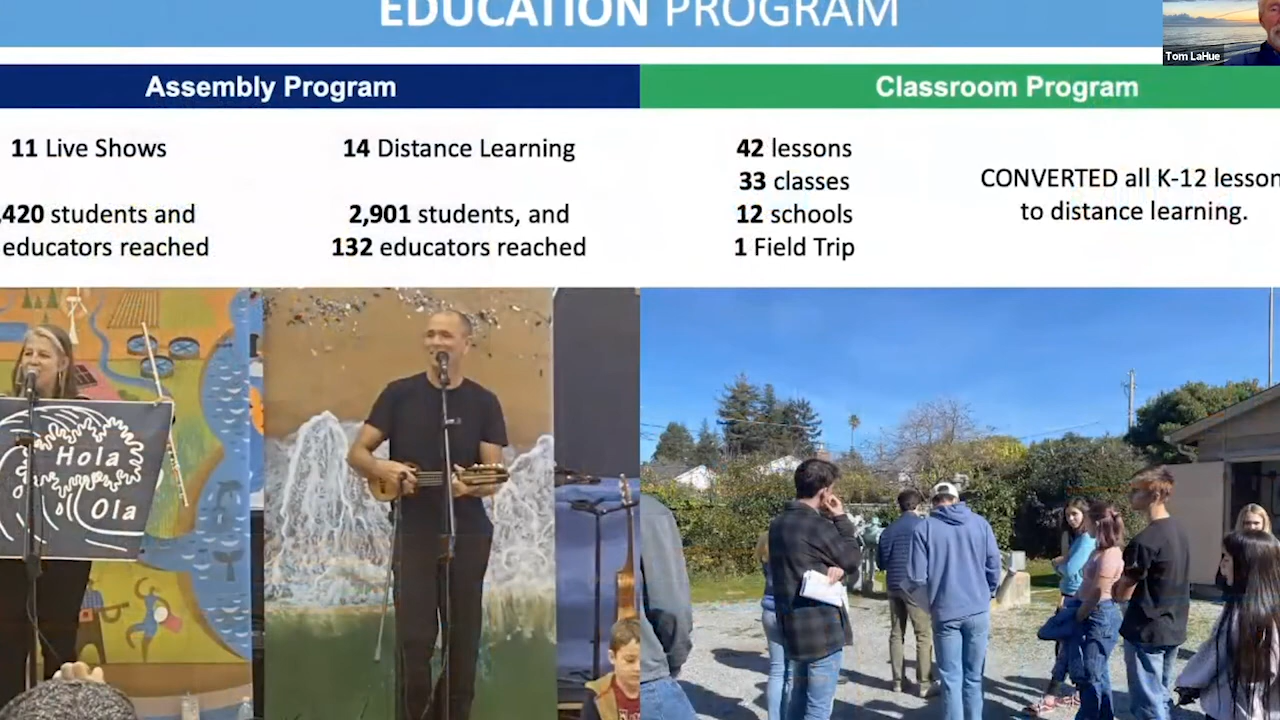 EDUCATION PROGRAM
Tom LaHue
Assembly Program
Classroom Program
11 Live Shows
14 Distance Learning
,420 students and
educators reached
2,901 students, and
132 educators reached
42 lessons
33 classes
12 schools
1 Field Trip
CONVERTED all K-12 lesson
to distance learning.
Hola
Ola